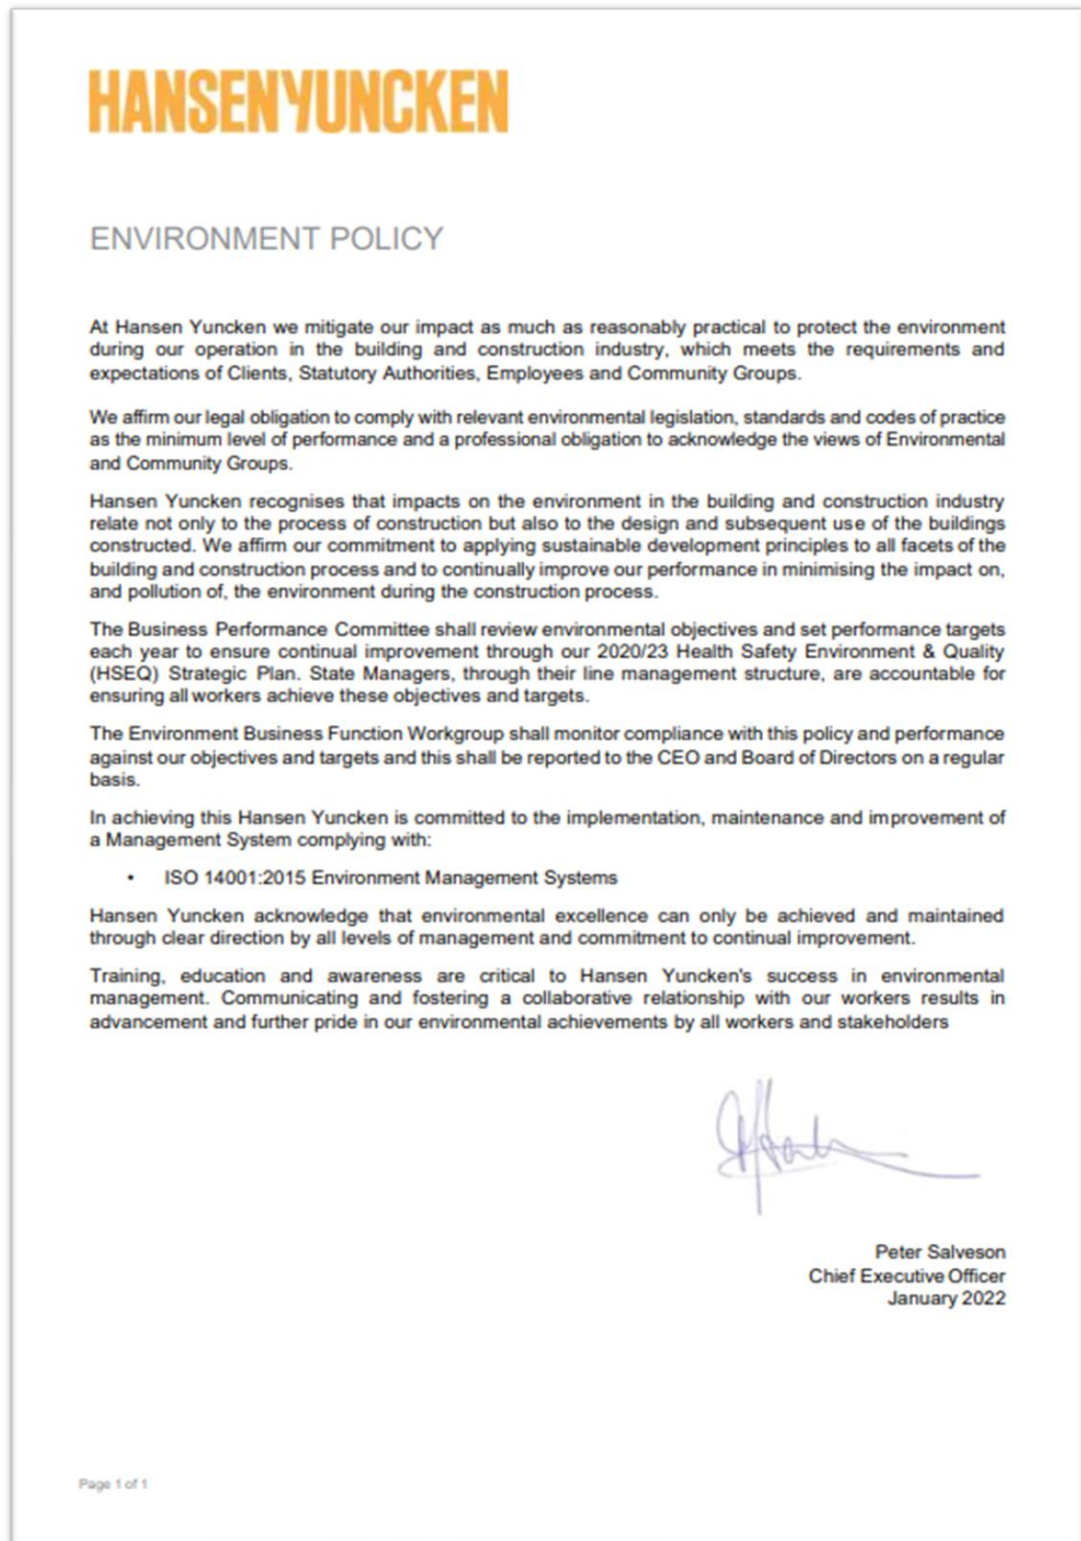 HANSENYUNCKEN
ENVIRONMENT POLICY
At Hansen Yuncken we mitigate our impact as much as reasonably practical to protect the environment
during our operation in the building and construction industry, which meets the requirements and
expectations of Clients, Statutory Authorities, Employees and Community Groups.
We affirm our legal obligation to comply with relevant environmental legislation, standards and codes of practice
as the minimum level of performance and a professional obligation to acknowledge the views of Environmental
and Community Groups.
Hansen Yuncken recognises that impacts on the environment in the building and construction industry
relate not only to the process of construction but also to the design and subsequent use of the buildings
constructed. We affirm our commitment to applying sustainable development principles to all facets of the
building and construction process and to continually improve our performance in minimising the impact on,
and pollution of, the environment during the construction process.
The Business Performance Committee shall review environmental objectives and set performance targets
each year to ensure continual improvement through our 2020/23 Health Safety Environment & Quality
(HSEQ) Strategic Plan. State Managers, through their line management structure, are accountable for
ensuring all workers achieve these objectives and targets.
The Environment Business Function Workgroup shall monitor compliance with this policy and performance
against our objectives and targets and this shall be reported to the CEO and Board of Directors on a regular
basis.
In achieving this Hansen Yuncken is committed to the implementation, maintenance and improvement of
a Management System complying with:
• ISO 14001:2015 Environment Management Systems
Hansen Yuncken acknowledge that environmental excellence can only be achieved and maintained
through clear direction by all levels of management and commitment to continual improvement.
Training, education and awareness are critical to Hansen Yuncken's success in environmental
management. Communicating and fostering a collaborative relationship with our workers results in
advancement and further pride in our environmental achievements by all workers and stakeholders
Peter Salveson
Chief Executive Officer
January 2022
Page 1 of 1